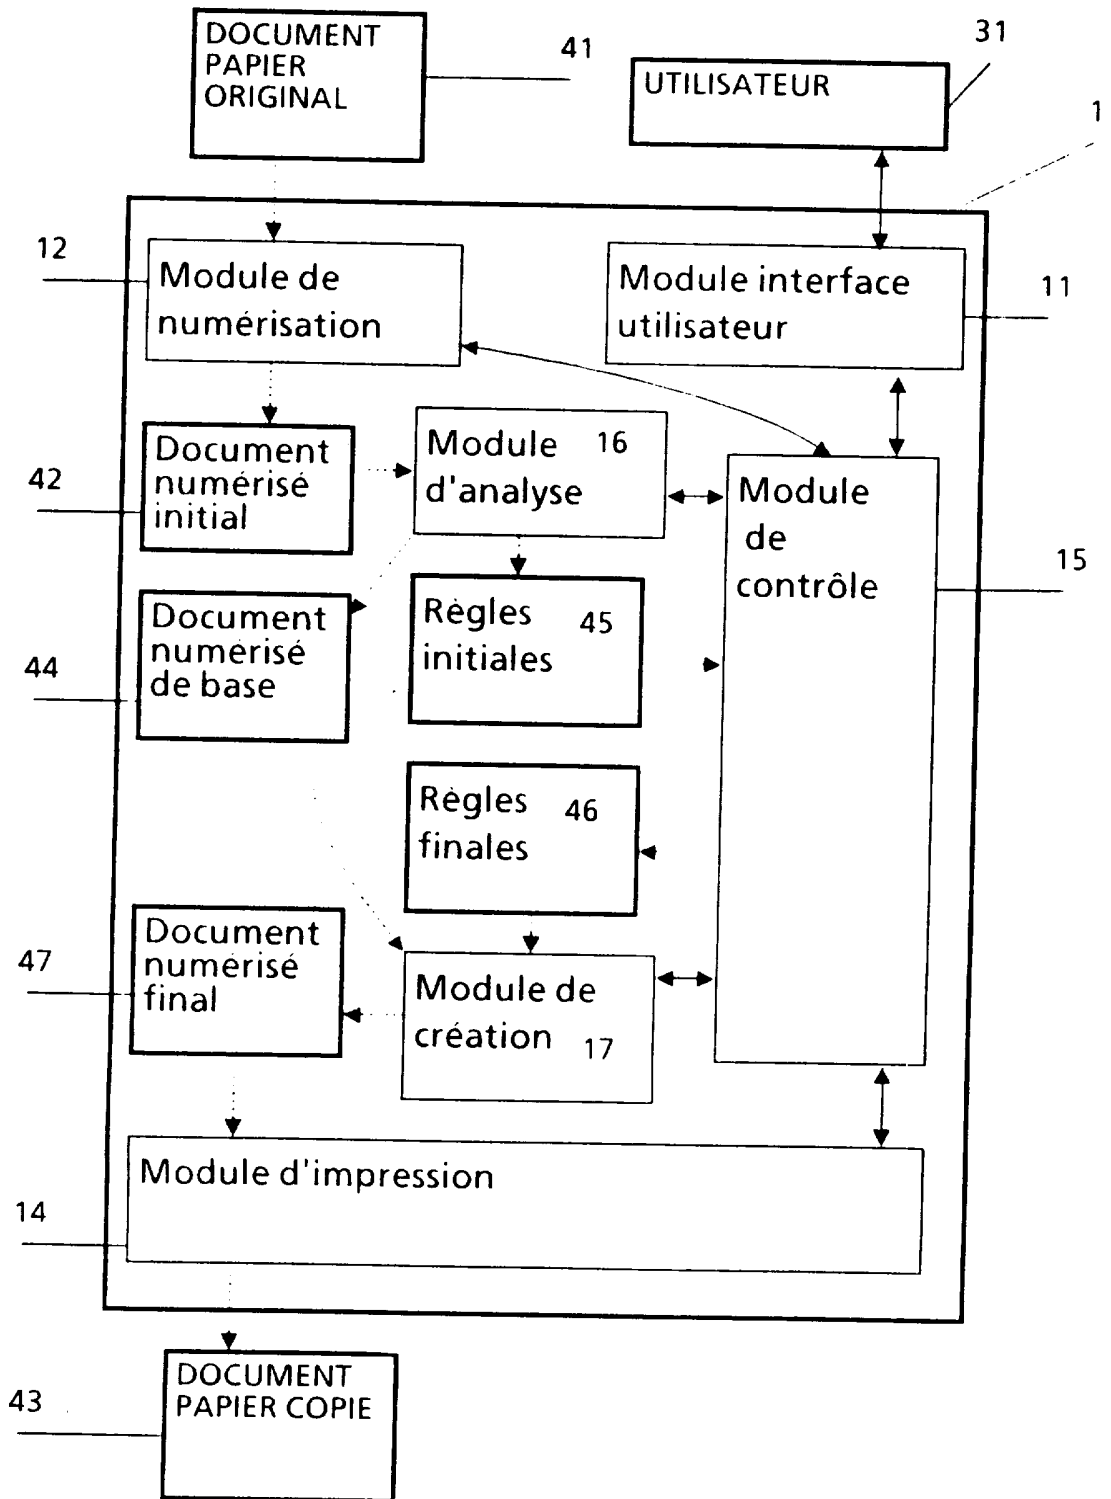 DOCUMENT
PAPIER
ORIGINAL
41
UTILISATEUR
31
1
12
Module de
numérisation
Module interface
utilisateur
11
42
Document
numérisé
initial
Module 16
d'analyse
Module
de
contrôle
15
44
Document
numérisé
de base
Règles 45
initiales
Règles 46
finales
47
Document
numérisé
final
Module de
création 17
Module d'impression
14
43
DOCUMENT
PAPIER COPIE